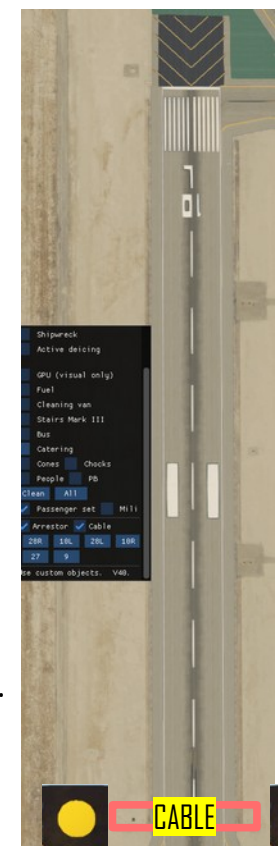 10
L
Shipwreck
Active deicing
GPU (visual only)
Fuel
Cleaning van
Stairs Mark III
Bus
Catering
Cones Chocks
People PB
Clean All
Passenger set Mili
Arrestor Cable
28R 10L 28L 10R
27 9
custom objects. V40.
CABLE